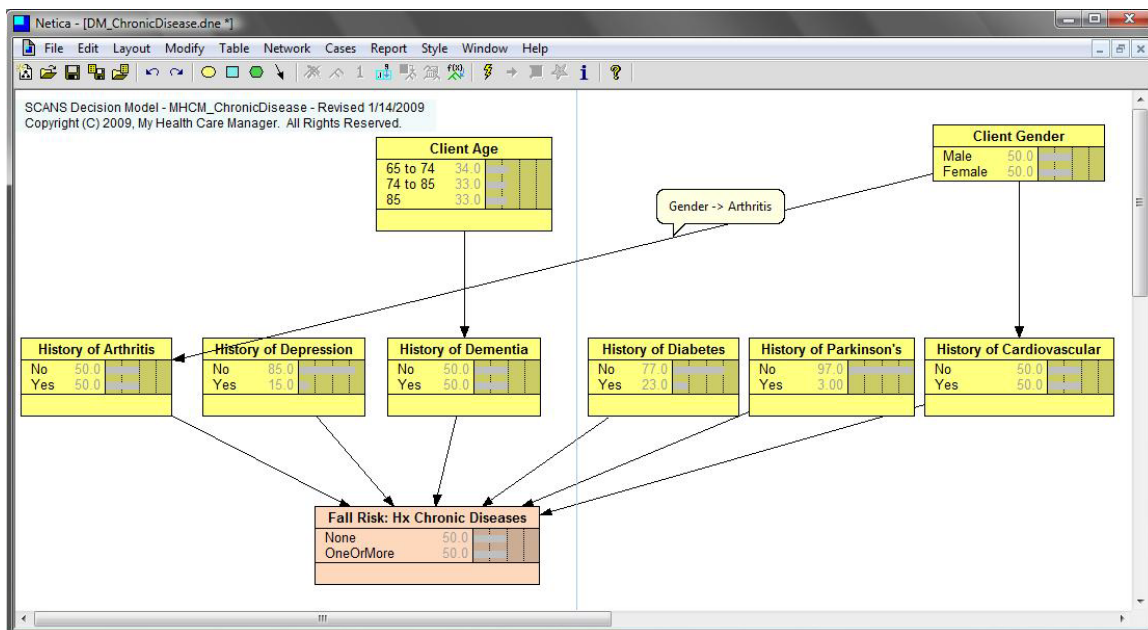 Netica - [DM_ChronicDisease.dne *]
File Edit Layout Modify Table Network Cases Report Style Window Help
SCANS Decision Model - MHCM_ChronicDisease - Revised 1/14/2009
Copyright (C) 2009, My Health Care Manager. All Rights Reserved.
Client Age
65 to 74 34.0
74 to 85 33.0
85 33.0
Client Gender
Male 50.0
Female 50.0
Gender -> Arthritis
History of Arthritis
No 50.0
Yes 50.0
History of Depression
No 85.0
Yes 15.0
History of Dementia
No 50.0
Yes 50.0
History of Diabetes
No 77.0
Yes 23.0
History of Parkinson's
No 97.0
Yes 3.00
History of Cardiovascular
No 50.0
Yes 50.0
Fall Risk: Hx Chronic Diseases
None 50.0
OneOrMore 50.0